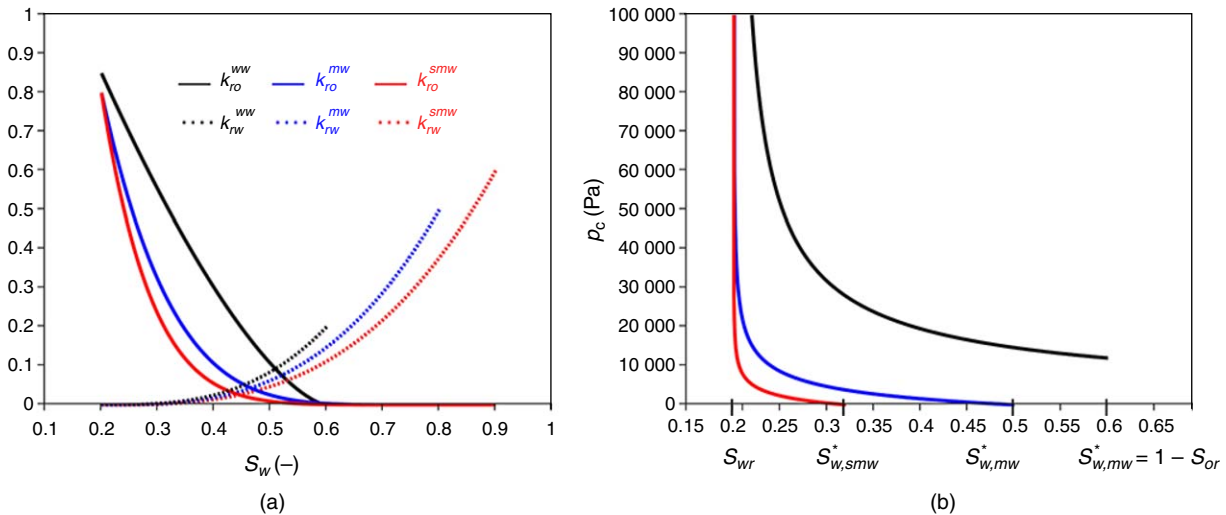 1
0.9
0.8
0.7
0.6
0.5
0.4
0.3
0.2
0.1
0
k_ro^ww k_ro^mw k_ro^smw
k_rw^ww k_rw^mw k_rw^smw
0.1 0.2 0.3 0.4 0.5 0.6 0.7 0.8 0.9 1
S_w (–)
(a)
100 000
90 000
80 000
70 000
60 000
50 000
40 000
30 000
20 000
10 000
0
p_c (Pa)
0.15 0.2 0.25 0.3 0.35 0.4 0.45 0.5 0.55 0.6 0.65
S_wr S*_w,smw S*_w,mw S*_w,mw = 1 – S_or
(b)